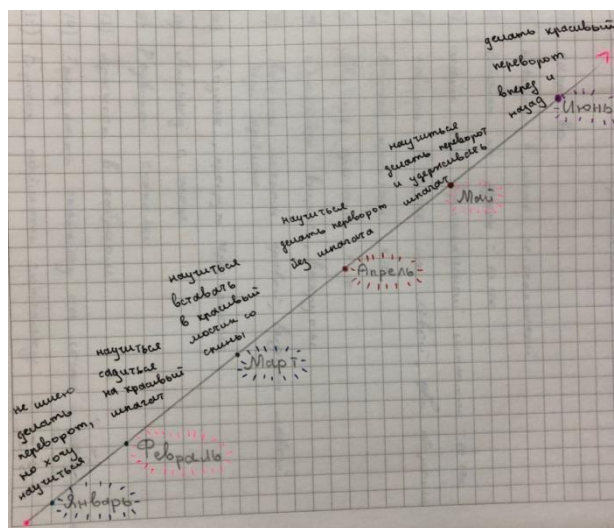 делать красивый
переворот
вперед и
назад
Июнь
научиться
делать переворот
и удерживать
шпагат
Май
научиться
делать переворот
без шпагата
Апрель
научиться
вставать
в красивый
мостик со
спины
Март
научиться
садиться
на красивый
шпагат
Февраль
не умею
делать
переворот,
но хочу
научиться
Январь